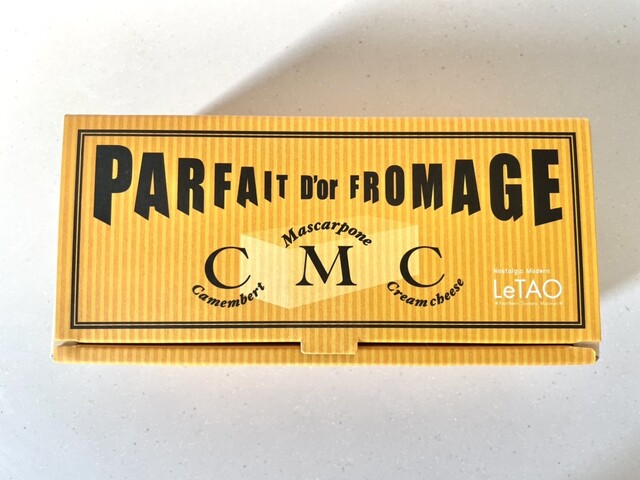 PARFAIT D'or FROMAGE
Mascarpone
C M C
Camembert
Cream cheese
Nostalgic Modern
LeTAO